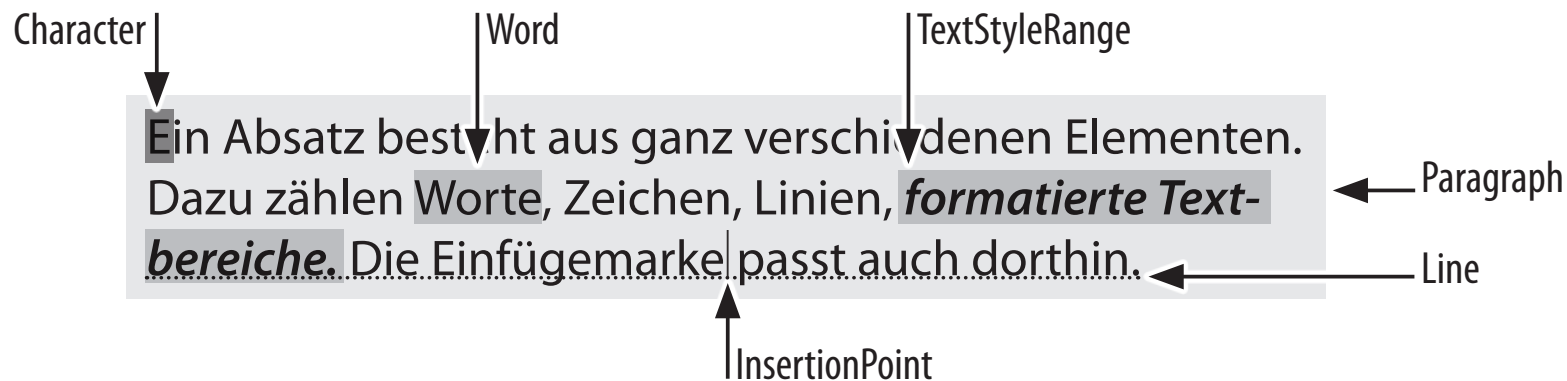 Character
Word
TextStyleRange
Ein Absatz besteht aus ganz verschiedenen Elementen.
Dazu zählen Worte, Zeichen, Linien, formatierte Text-
Paragraph
bereiche. Die Einfügemarke passt auch dorthin.
Line
InsertionPoint